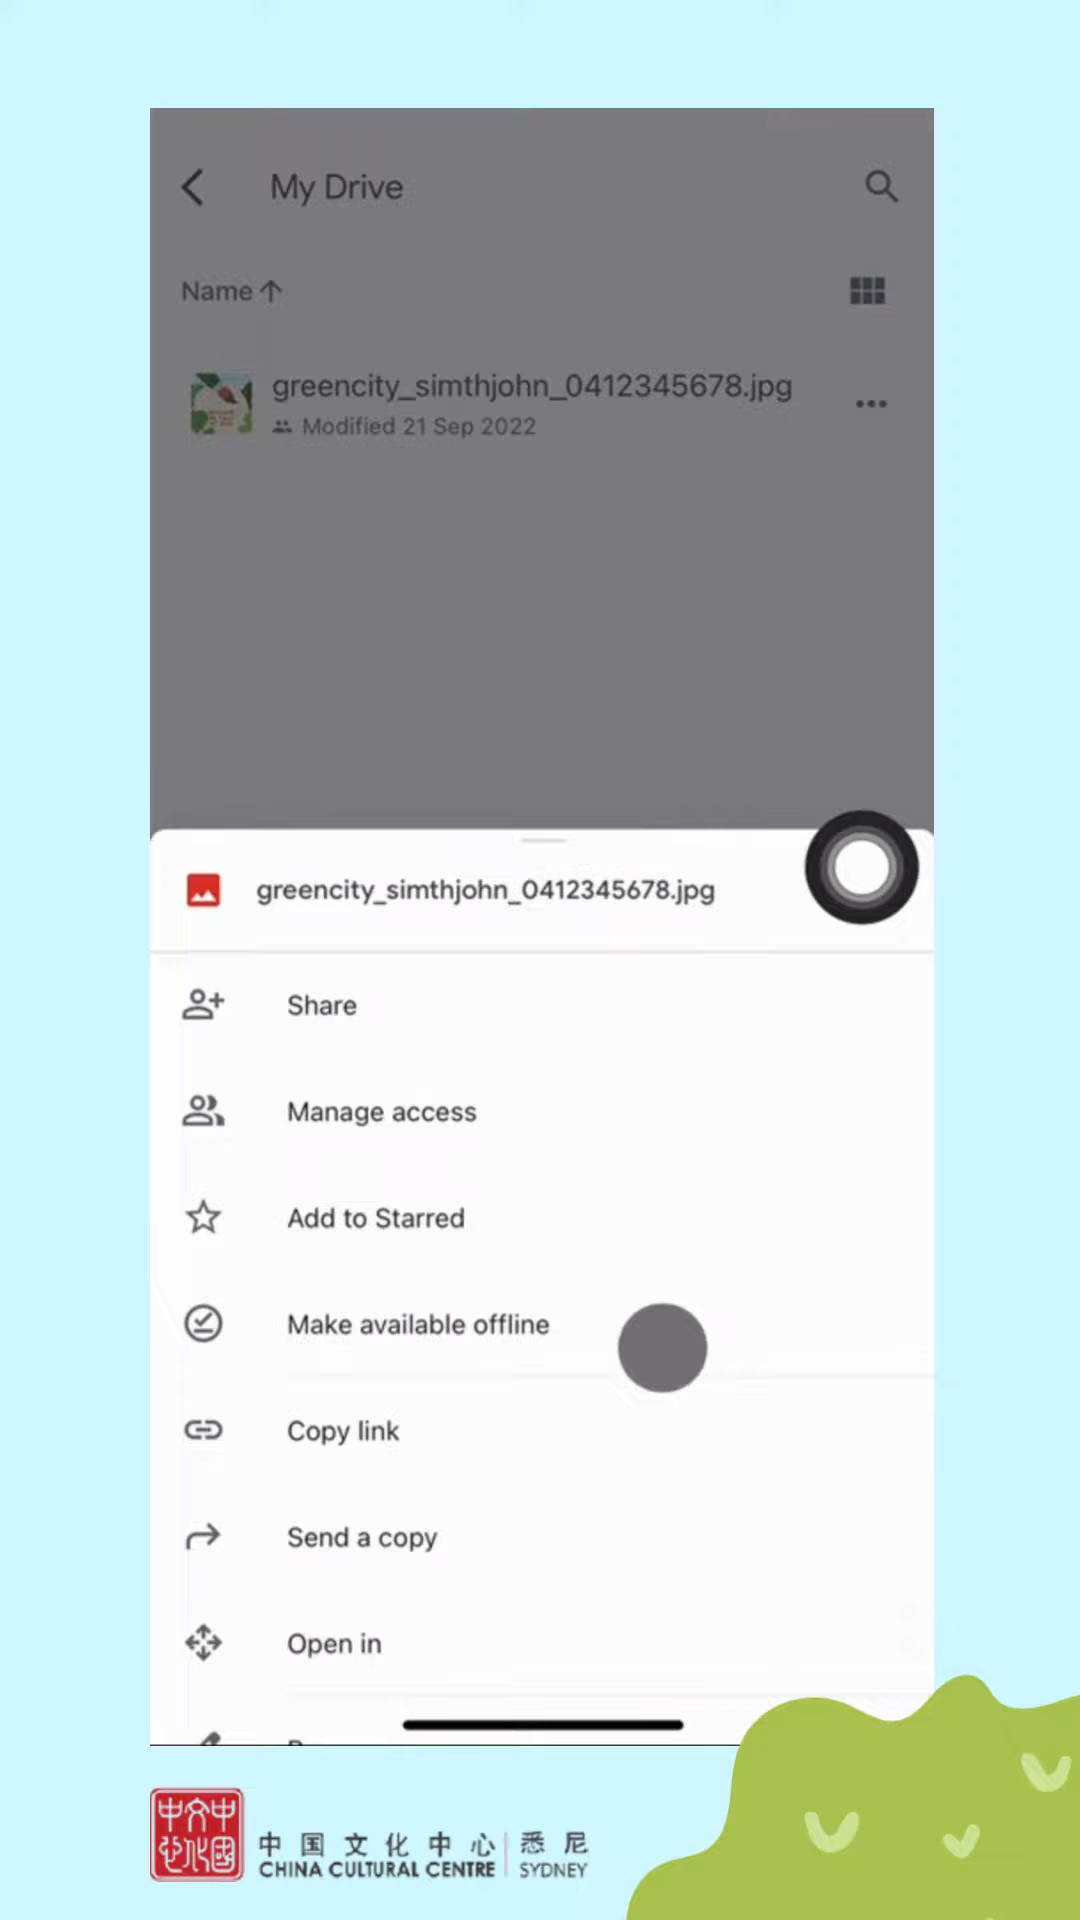 My Drive
Name ↑
greencity_simthjohn_0412345678.jpg
Modified 21 Sep 2022
greencity_simthjohn_0412345678.jpg
Share
Manage access
Add to Starred
Make available offline
Copy link
Send a copy
Open in
中国文化中心 悉尼
CHINA CULTURAL CENTRE SYDNEY